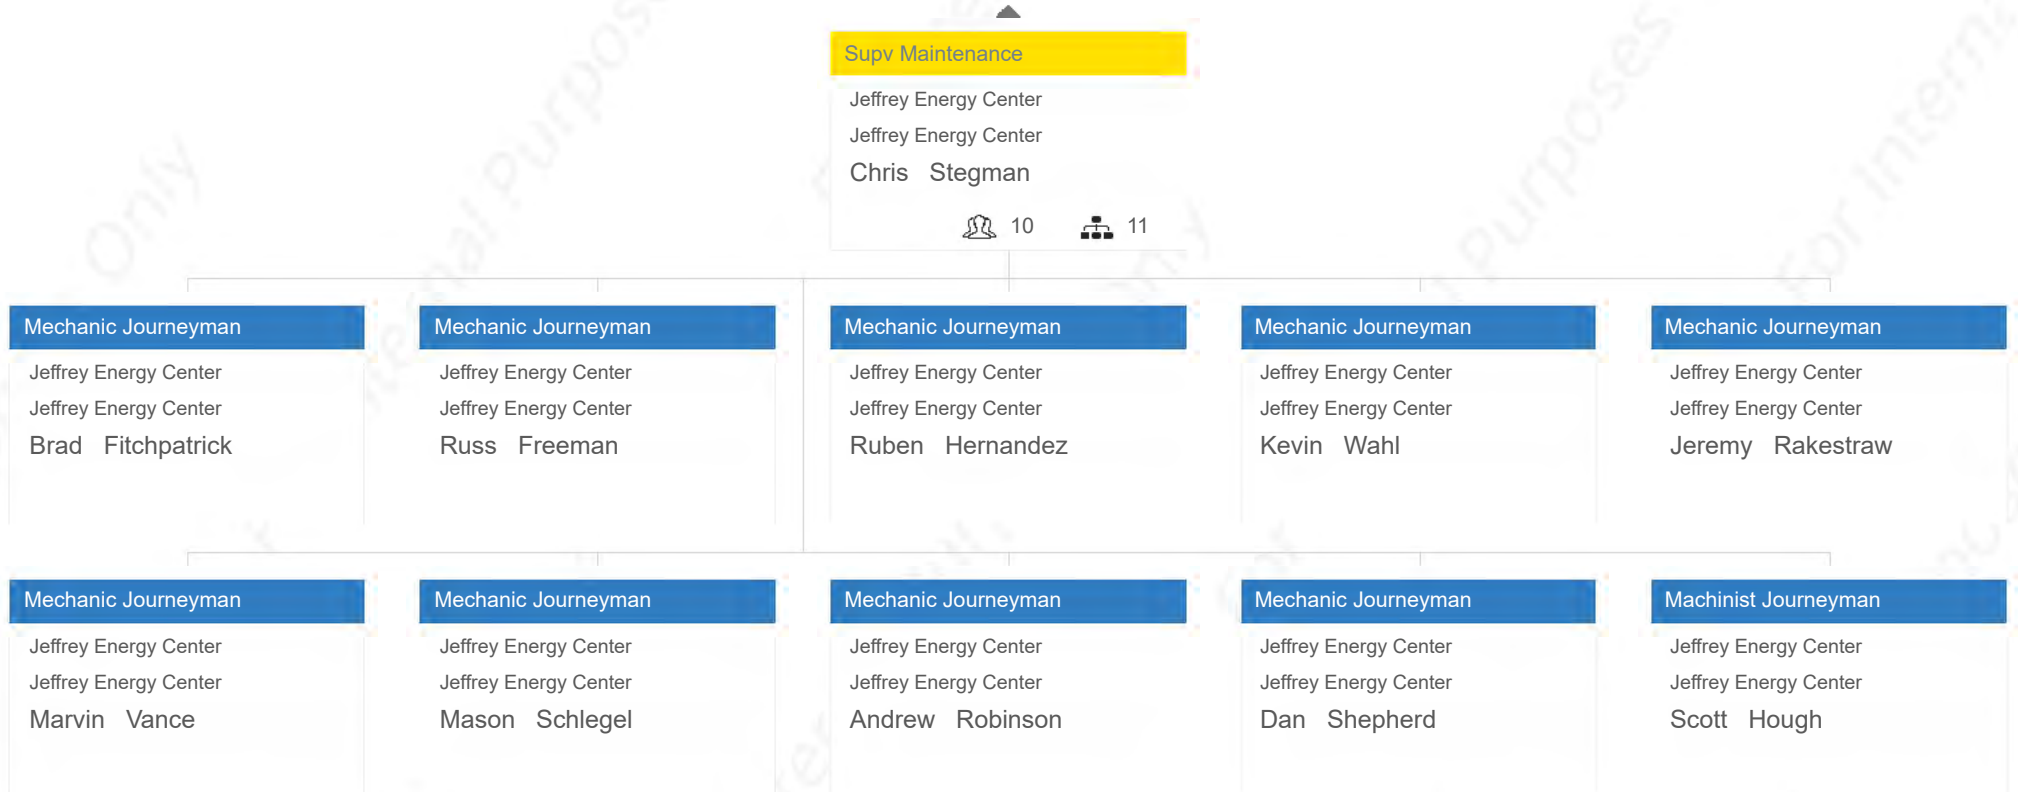 Supv Maintenance
Jeffrey Energy Center
Jeffrey Energy Center
Chris Stegman
10 11
Mechanic Journeyman
Jeffrey Energy Center
Jeffrey Energy Center
Brad Fitchpatrick
Mechanic Journeyman
Jeffrey Energy Center
Jeffrey Energy Center
Russ Freeman
Mechanic Journeyman
Jeffrey Energy Center
Jeffrey Energy Center
Ruben Hernandez
Mechanic Journeyman
Jeffrey Energy Center
Jeffrey Energy Center
Kevin Wahl
Mechanic Journeyman
Jeffrey Energy Center
Jeffrey Energy Center
Jeremy Rakestraw
Mechanic Journeyman
Jeffrey Energy Center
Jeffrey Energy Center
Marvin Vance
Mechanic Journeyman
Jeffrey Energy Center
Jeffrey Energy Center
Mason Schlegel
Mechanic Journeyman
Jeffrey Energy Center
Jeffrey Energy Center
Andrew Robinson
Mechanic Journeyman
Jeffrey Energy Center
Jeffrey Energy Center
Dan Shepherd
Machinist Journeyman
Jeffrey Energy Center
Jeffrey Energy Center
Scott Hough